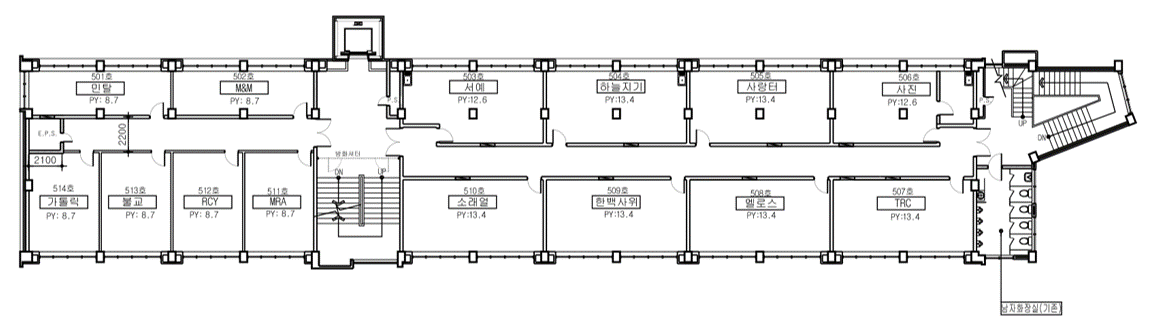 501호
민탈
PY: 8.7
502호
M&M
PY: 8.7
503호
서예
PY:12.6
504호
하늘지기
PY:13.4
505호
사랑터
PY:13.4
506호
사진
PY:12.6
P.S.
P.S.
E.P.S.
2200
2100
방화셔터
DN
UP
UP
DN
514호
가톨릭
PY: 8.7
513호
불교
PY: 8.7
512호
RCY
PY: 8.7
511호
MRA
PY: 8.7
510호
소래얼
PY:13.4
509호
한백사위
PY:13.4
508호
멜로스
PY:13.4
507호
TRC
PY:13.4
남자화장실(기존)